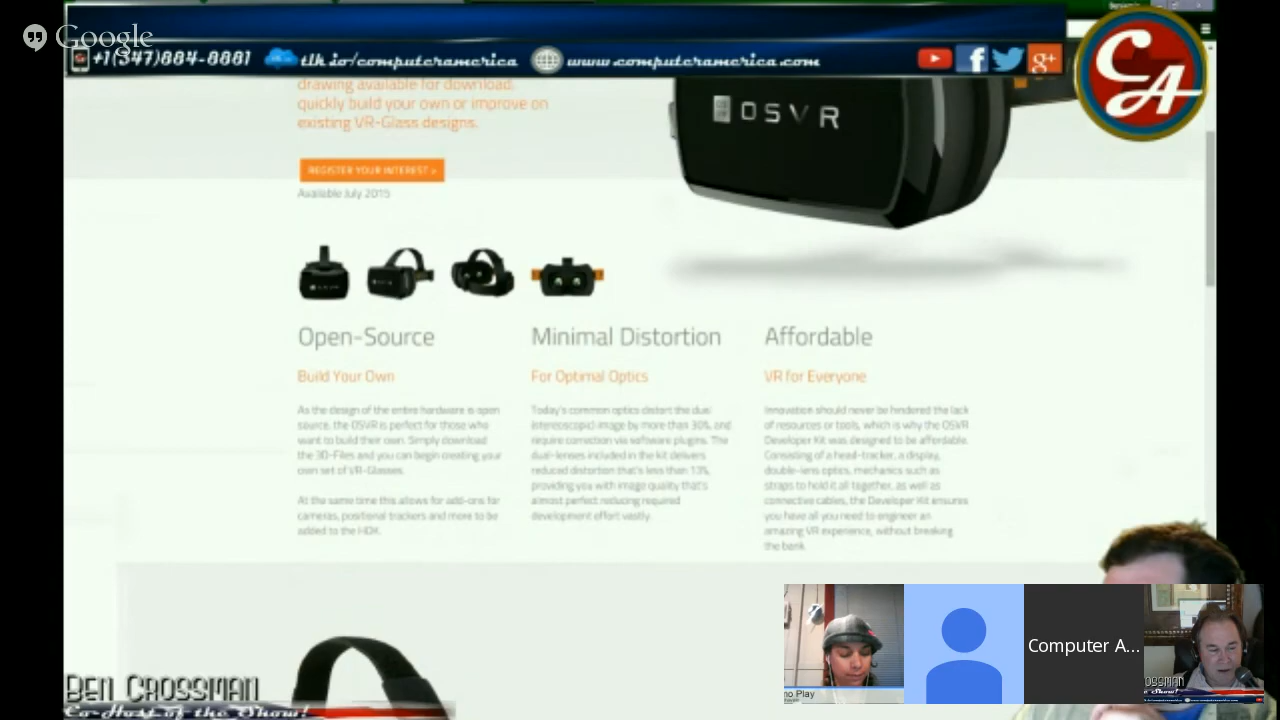 Google
+1(347)884-8881
tlk.io/computeramerica
www.computeramerica.com
CA
drawing available for download,
quickly build your own or improve on
existing VR-Glass designs.
OSVR
REGISTER YOUR INTEREST >
Available July 2015
Open-Source
Minimal Distortion
Affordable
Build Your Own
For Optimal Optics
VR for Everyone
As the design of the entire hardware is open
source, the OSVR is perfect for those who
want to build their own. Simply download
the 3D-Files and you can begin creating your
own set of VR-Glasses.
At the same time this allows for add-ons for
cameras, positional trackers and more to be
added to the HDK.
Today's common optics distort the dual
(stereoscopic) image by more than 30%, and
require correction via software plugins. The
dual-lenses included in the kit delivers
reduced distortion that's less than 13%,
providing you with image quality that's
almost perfect reducing required
development effort vastly.
Innovation should never be hindered the lack
of resources or tools, which is why the OSVR
Developer Kit was designed to be affordable.
Consisting of a head-tracker, a display,
double-lens optics, mechanics such as
straps to hold it all together, as well as
connective cables, the Developer Kit ensures
you have all you need to engineer an
amazing VR experience, without breaking
the bank.
Computer A...
Play
BEN CROSSMAN
Co-Host of the Show!